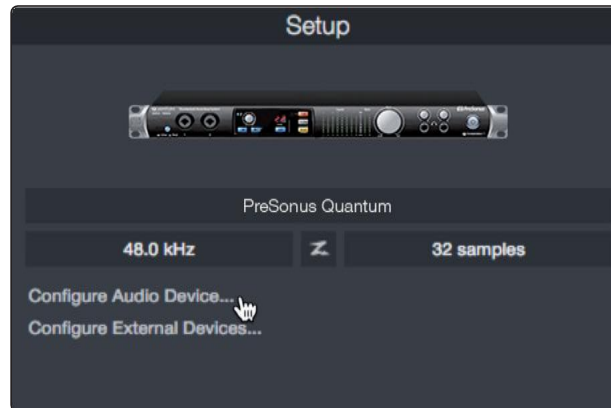 Setup
PreSonus Quantum
48.0 kHz
Z
32 samples
Configure Audio Device...
Configure External Devices...